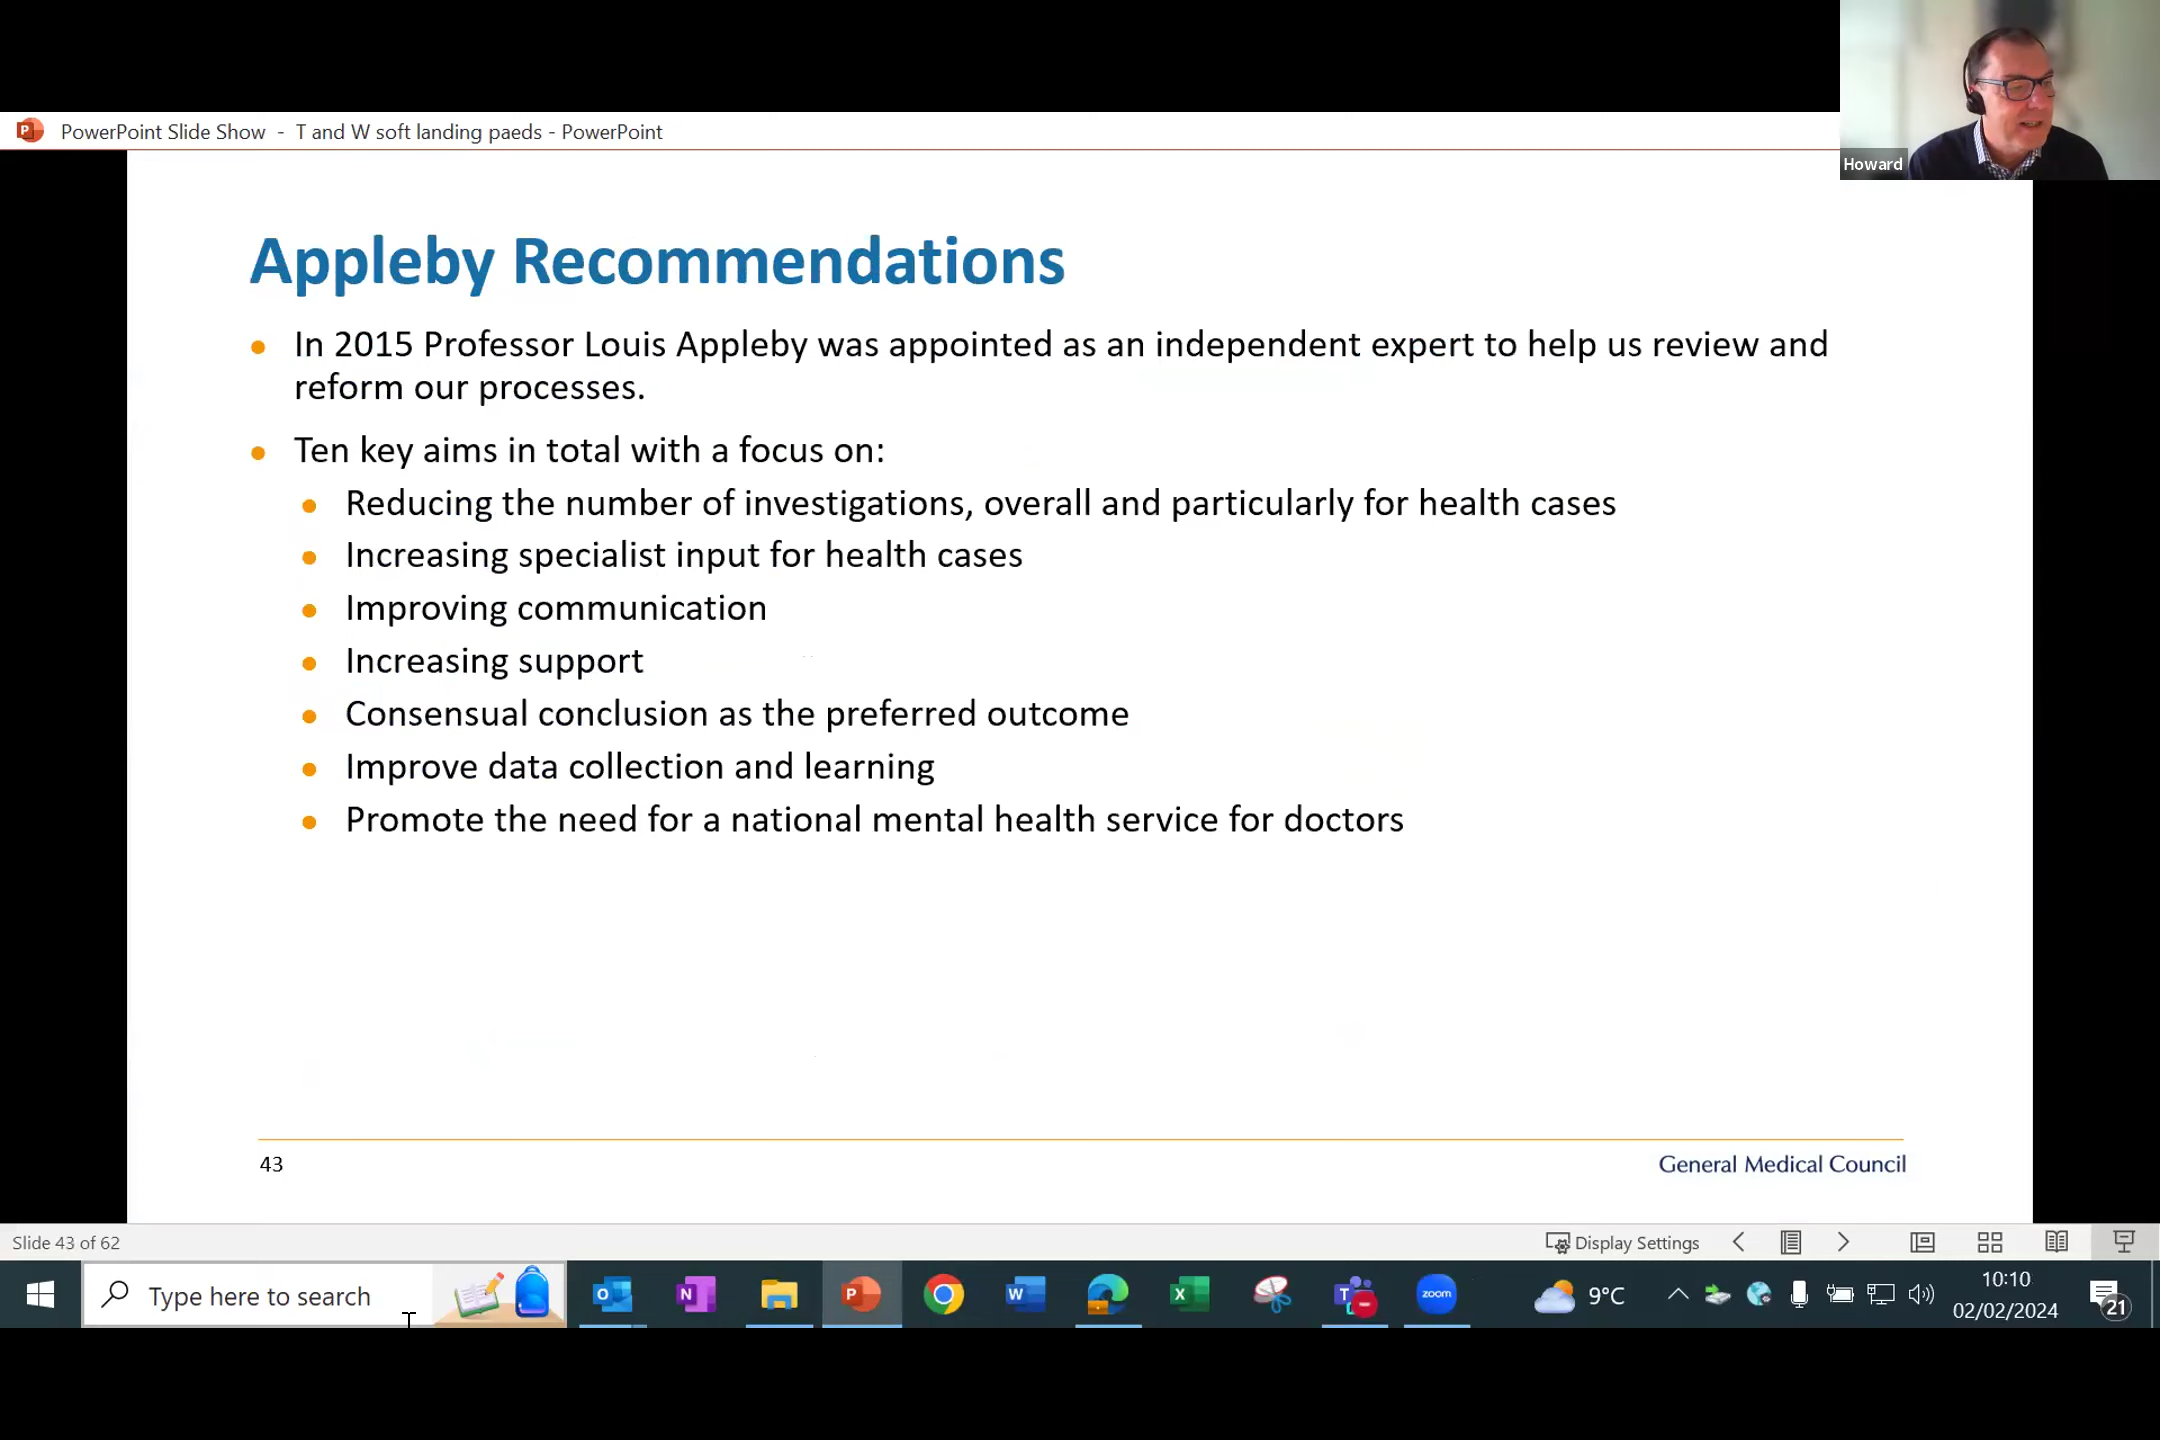 PowerPoint Slide Show - T and W soft landing paeds - PowerPoint
Howard
Appleby Recommendations
In 2015 Professor Louis Appleby was appointed as an independent expert to help us review and
reform our processes.
Ten key aims in total with a focus on:
Reducing the number of investigations, overall and particularly for health cases
Increasing specialist input for health cases
Improving communication
Increasing support
Consensual conclusion as the preferred outcome
Improve data collection and learning
Promote the need for a national mental health service for doctors
43
General Medical Council
Slide 43 of 62
Display Settings
Type here to search
zoom
9°C
10:10
02/02/2024
21